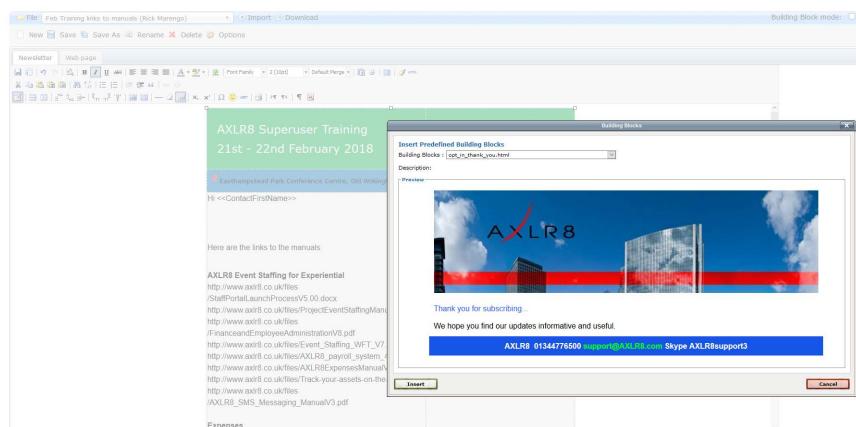 File Feb Training links to manuals (Rick Marengo) Import Download Building Block mode:
New Save Save As Rename Delete Options
Newsletter Web page
Font Family 2 (10pt) Default Merge
AXLR8 Superuser Training
21st - 22nd February 2018
Easthampstead Park Conference Centre, Old
Hi <<ContactFirstName>>
Here are the links to the manuals
AXLR8 Event Staffing for Experiential
http://www.axlr8.co.uk/files
/StaffPortalLaunchProcessV5.00.docx
http://www.axlr8.co.uk/files/ProjectEventStaffingManu
http://www.axlr8.co.uk/files
/FinanceandEmployeeAdministrationV8.pdf
http://www.axlr8.co.uk/files/Event_Staffing_WFT_V7.
http://www.axlr8.co.uk/files/AXLR8_payroll_system_
http://www.axlr8.co.uk/files/AXLR8ExpensesManualV
http://www.axlr8.co.uk/files/Track-your-assets-on-the
http://www.axlr8.co.uk/files
/AXLR8_SMS_Messaging_ManualV3.pdf
Expenses
Building Blocks
Insert Predefined Building Blocks
Building Blocks : opt_in_thank_you.html
Description:
Preview
AXLR8
Thank you for subscribing...
We hope you find our updates informative and useful.
AXLR8 01344776500 support@AXLR8.com Skype AXLR8support3
Insert Cancel